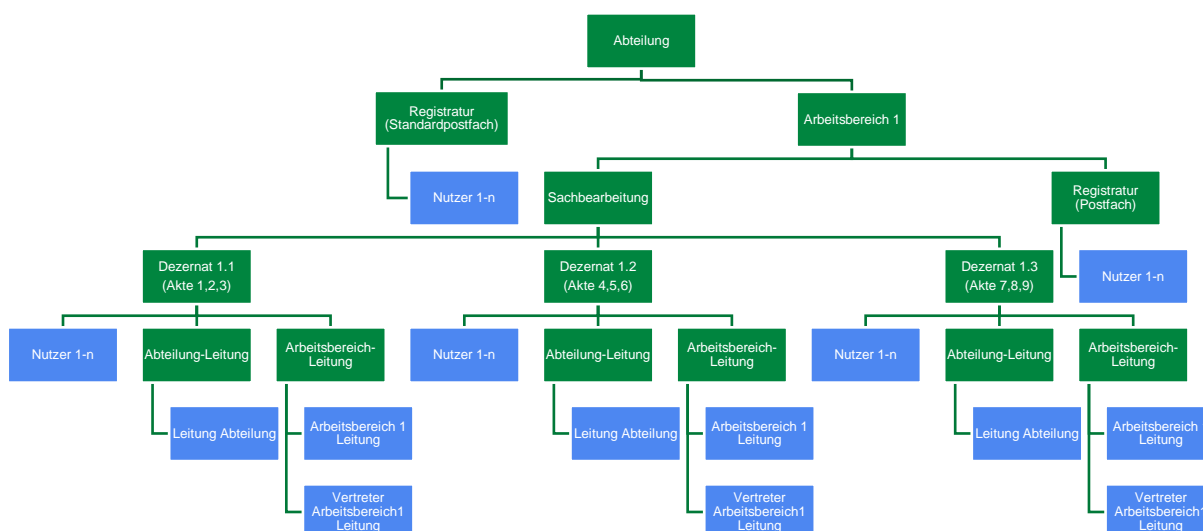 Abteilung
Registratur
(Standardpostfach)
Arbeitsbereich 1
Nutzer 1-n
Sachbearbeitung
Registratur
(Postfach)
Dezernat 1.1
(Akte 1,2,3)
Dezernat 1.2
(Akte 4,5,6)
Dezernat 1.3
(Akte 7,8,9)
Nutzer 1-n
Nutzer 1-n
Abteilung-Leitung
Arbeitsbereich-
Leitung
Nutzer 1-n
Abteilung-Leitung
Arbeitsbereich-
Leitung
Nutzer 1-n
Abteilung-Leitung
Arbeitsbereich-
Leitung
Leitung Abteilung
Arbeitsbereich 1
Leitung
Leitung Abteilung
Arbeitsbereich 1
Leitung
Leitung Abteilung
Arbeitsbereich
Leitung
Vertreter
Arbeitsbereich1
Leitung
Vertreter
Arbeitsbereich1
Leitung
Vertreter
Arbeitsbereich1
Leitung